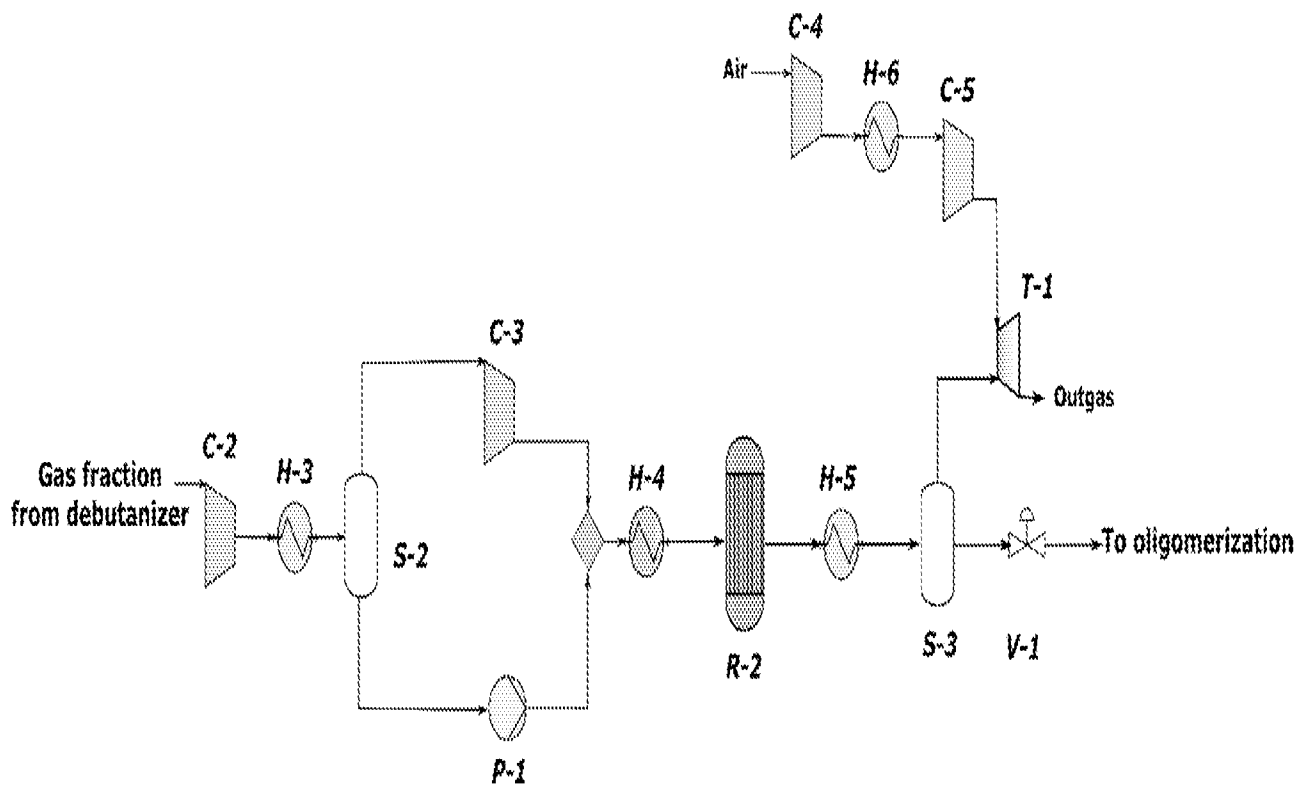 C-4
Air
H-6
C-5
T-1
C-3
Outgas
C-2
Gas fraction
from debutanizer
H-3
H-4
H-5
S-2
To oligomerization
S-3
V-1
R-2
P-1